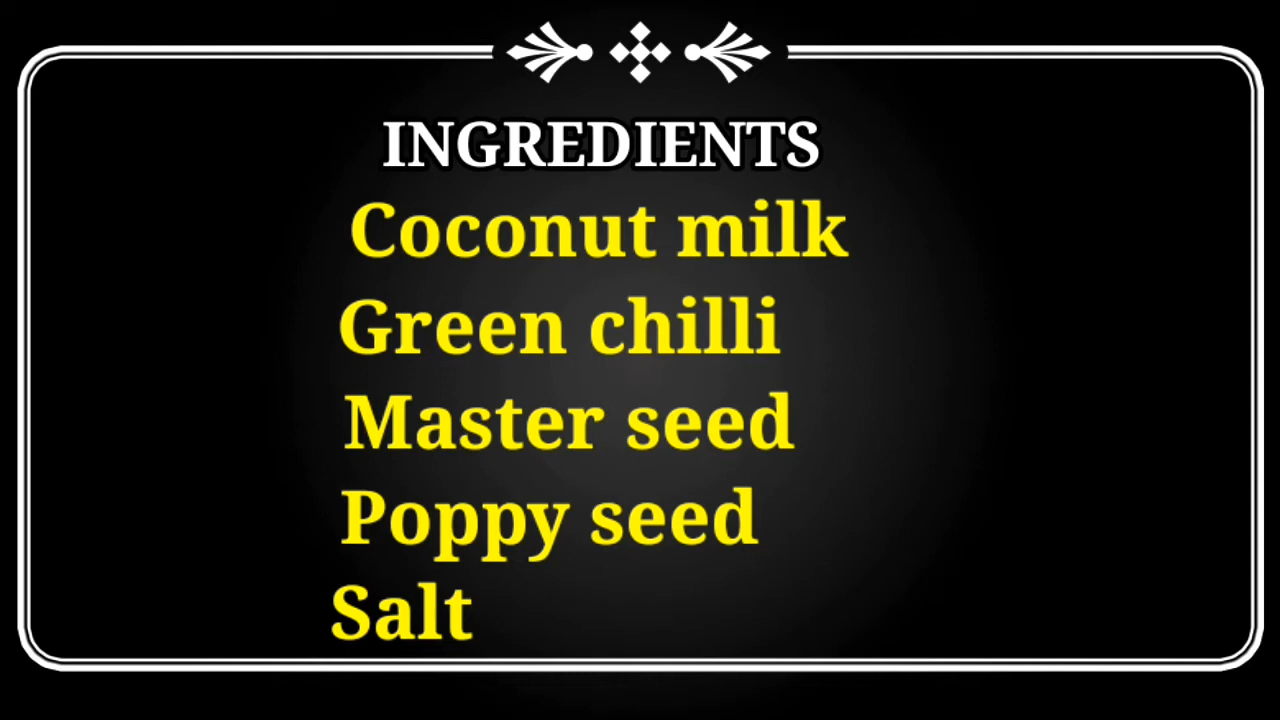 INGREDIENTS
Coconut milk
Green chilli
Master seed
Poppy seed
Salt